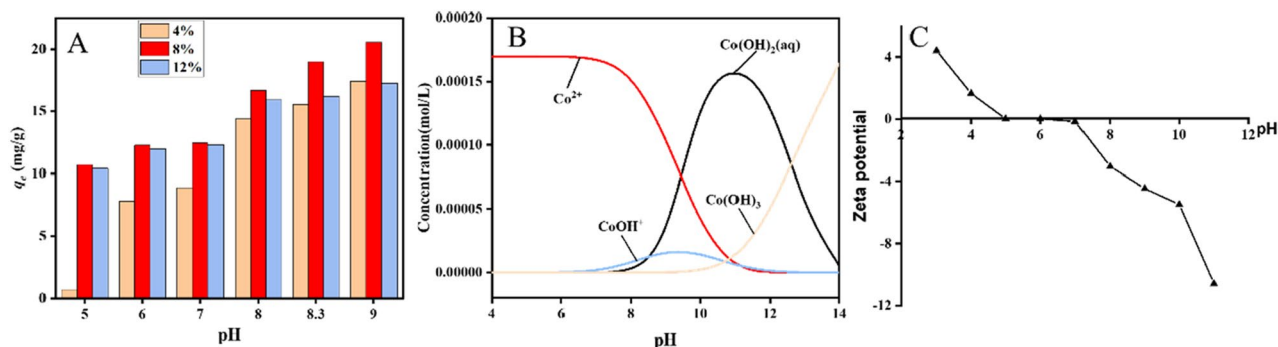 A
4%
8%
12%
20
15
10
5
0
qe (mg/g)
5 6 7 8 8.3 9
pH
B
0.00020
0.00015
0.00010
0.00005
0.00000
Concentration(mol/L)
Co(OH)2(aq)
Co2+
Co(OH)3
CoOH+
4 6 8 10 12 14
pH
C
4
0
-4
-8
-12
Zeta potential
2 4 6 8 10 12
pH